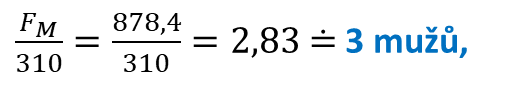 F_M/310 = 878,4/310 = 2,83 ≐ 3 mužů,